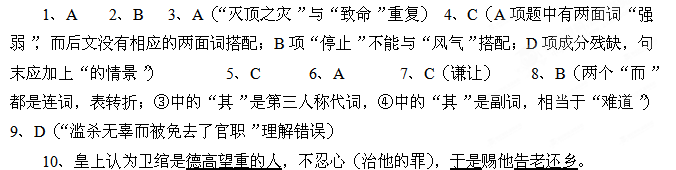 1、A 2、B 3、A（“灭顶之灾”与“致命”重复） 4、C（A 项题中有两面词“强
弱”，而后文没有相应的两面词搭配；B 项“停止”不能与“风气”搭配；D 项成分残缺，句
末应加上“的情景”） 5、C 6、A 7、C（谦让） 8、B（两个“而”
都是连词，表转折；③中的“其”是第三人称代词，④中的“其”是副词，相当于“难道”）
9、D（“滥杀无辜而被免去了官职”理解错误）
10、皇上认为卫绾是德高望重的人，不忍心（治他的罪），于是赐他告老还乡。